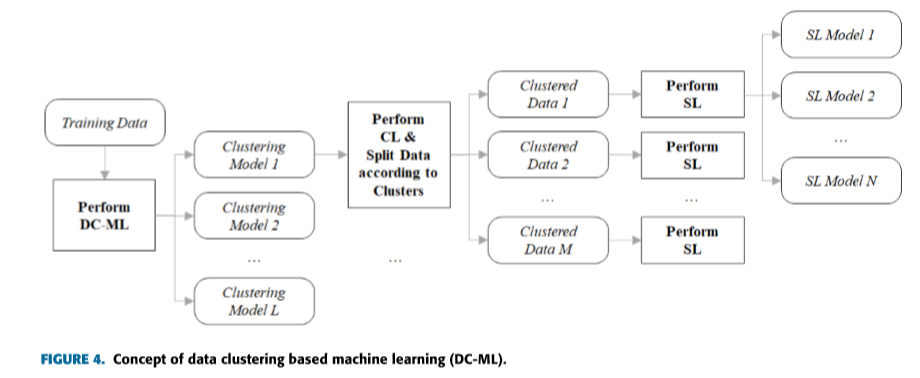 Training Data
Perform
DC-ML
Clustering
Model 1
Clustering
Model 2
...
Clustering
Model L
Perform
CL &
Split Data
according to
Clusters
...
Clustered
Data 1
Clustered
Data 2
...
Clustered
Data M
Perform
SL
Perform
SL
...
Perform
SL
SL Model 1
SL Model 2
...
SL Model N
FIGURE 4. Concept of data clustering based machine learning (DC-ML).